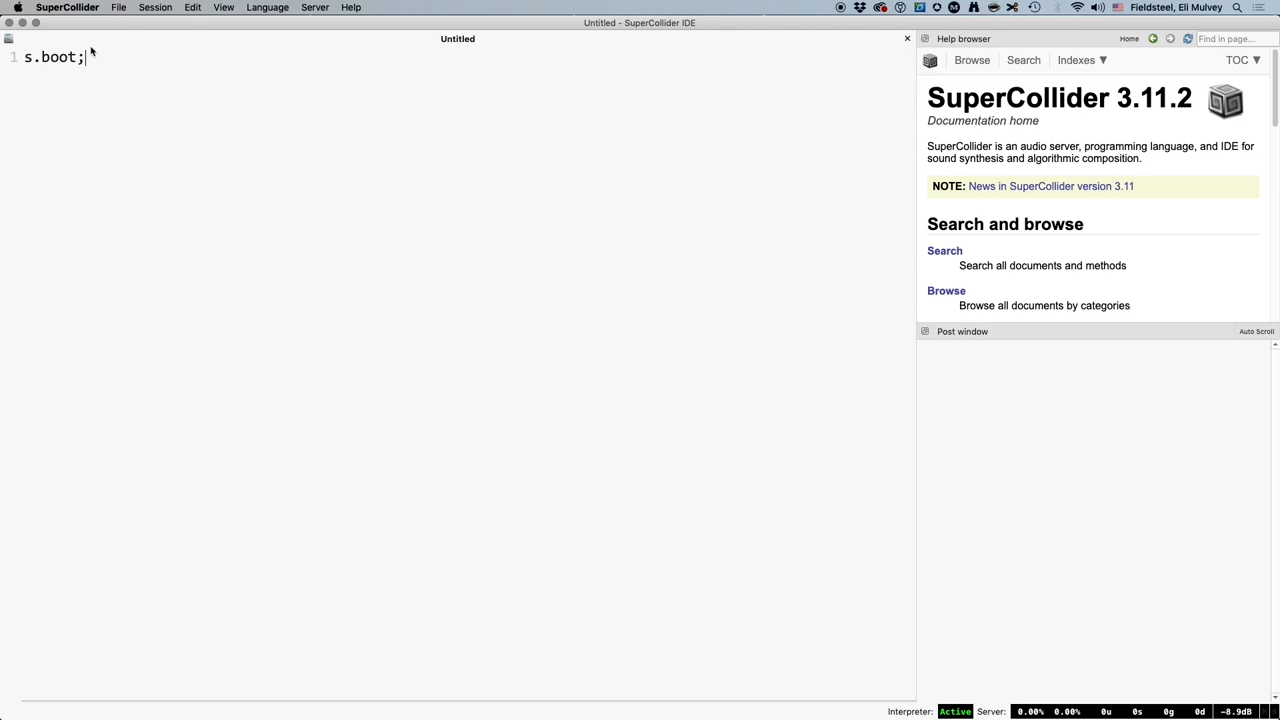 SuperCollider File Session Edit View Language Server Help
Fieldsteel, Eli Mulvey
Untitled - SuperCollider IDE
Untitled
1 s.boot;
Help browser Home Find in page...
Browse Search Indexes ▼ TOC ▼
SuperCollider 3.11.2
Documentation home
SuperCollider is an audio server, programming language, and IDE for
sound synthesis and algorithmic composition.
NOTE: News in SuperCollider version 3.11
Search and browse
Search
Search all documents and methods
Browse
Browse all documents by categories
Post window Auto Scroll
Interpreter: Active Server: 0.00% 0.00% 0u 0s 0g 0d -8.9dB